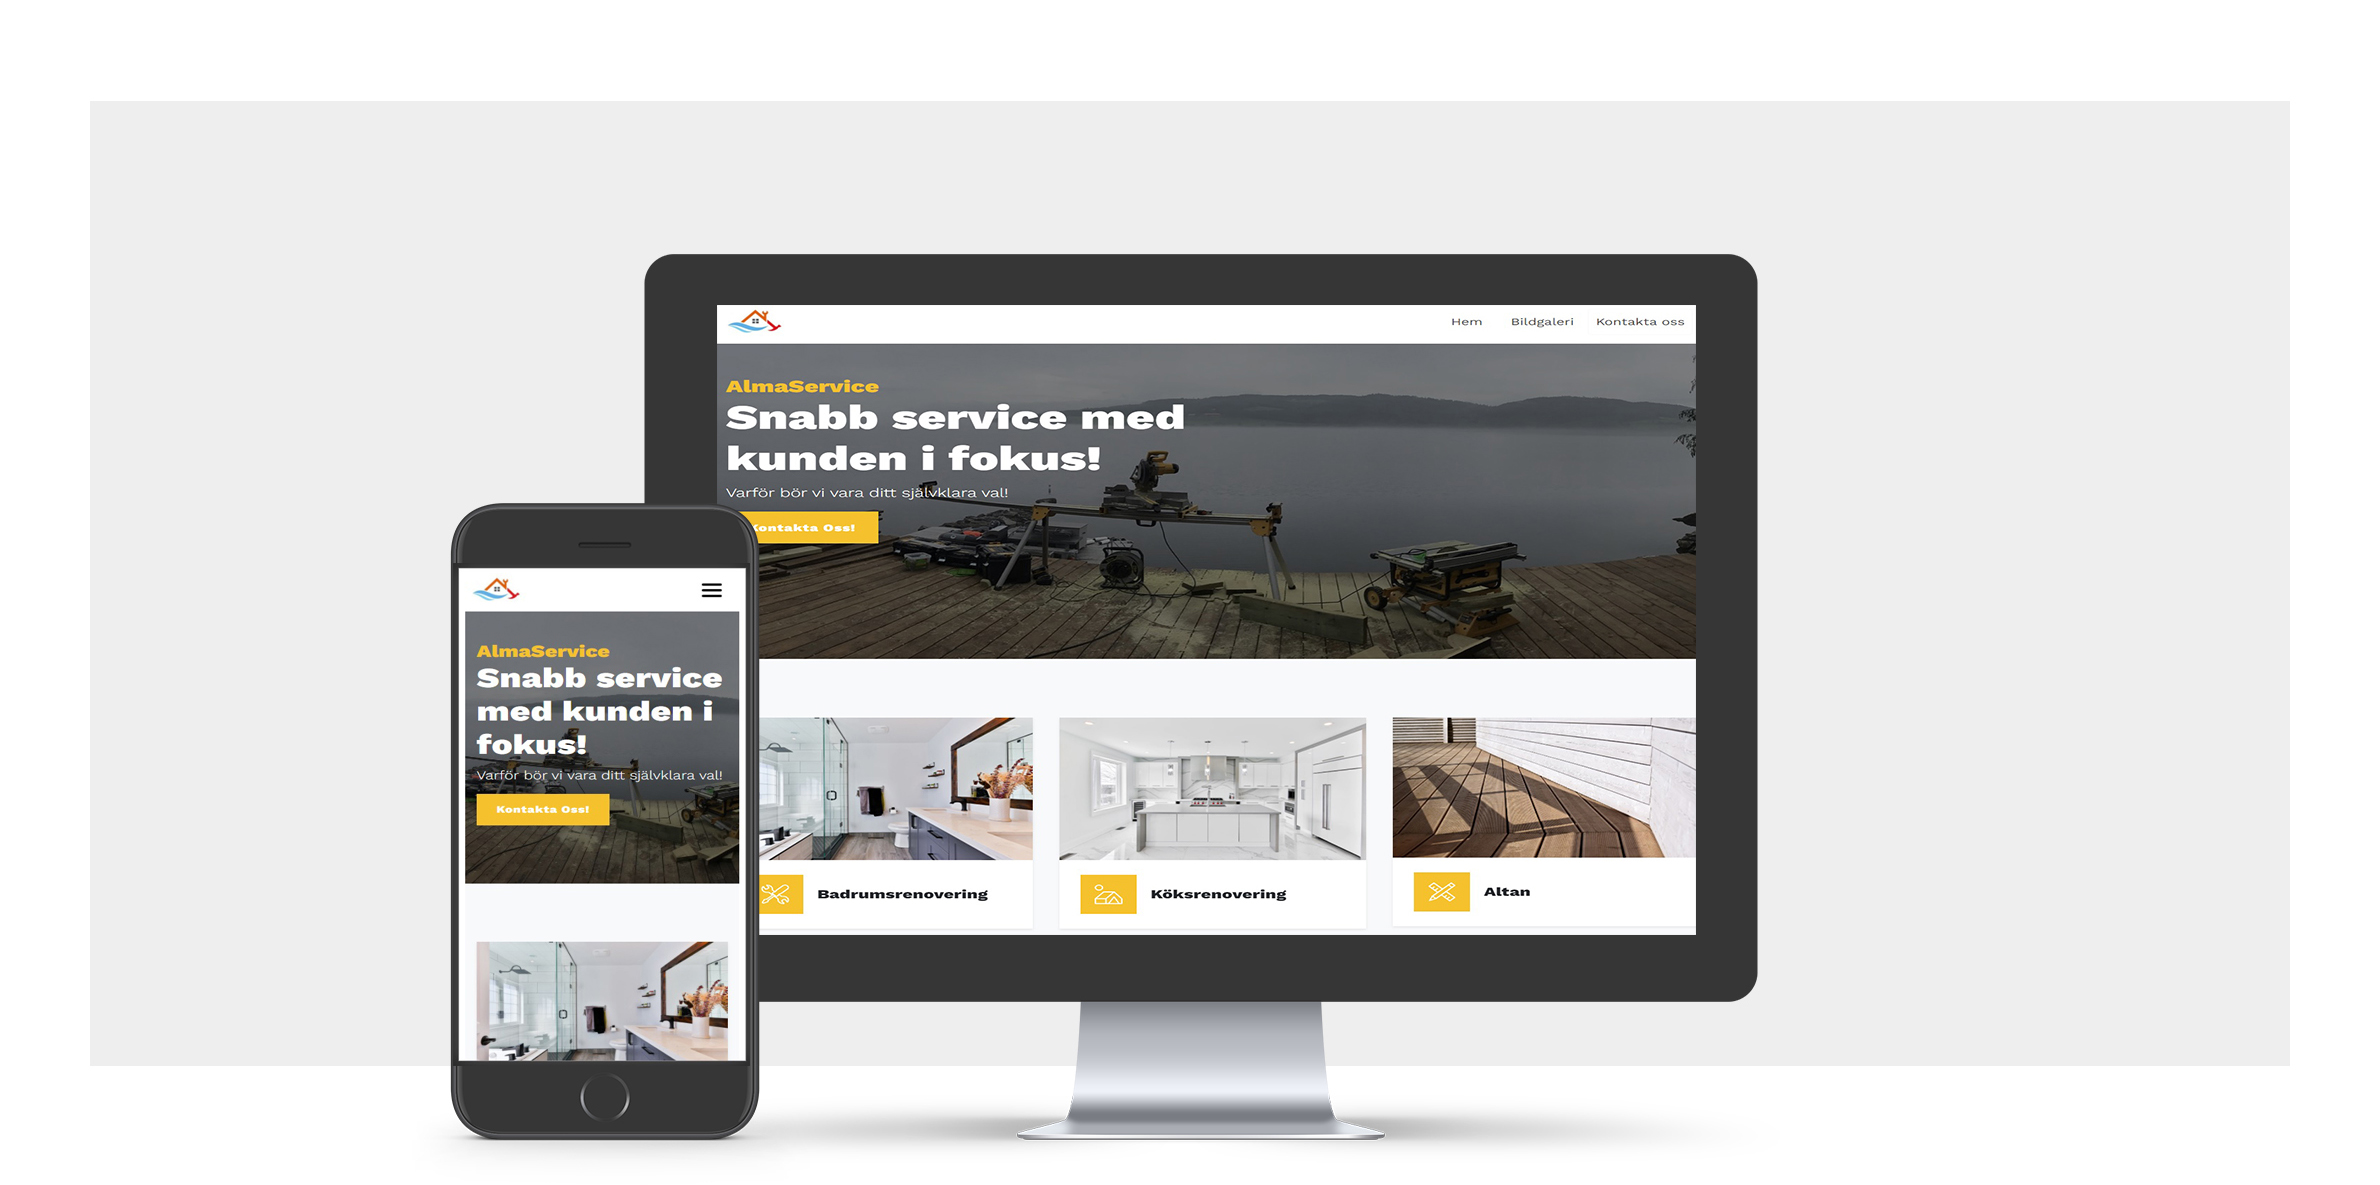 Hem Bildgaleri Kontakta oss
AlmaService
Snabb service med
kunden i fokus!
Varför bör vi vara ditt självklara val!
Kontakta Oss!
Badrumsrenovering
Köksrenovering
Altan
AlmaService
Snabb service
med kunden i
fokus!
Varför bör vi vara ditt självklara val!
Kontakta Oss!